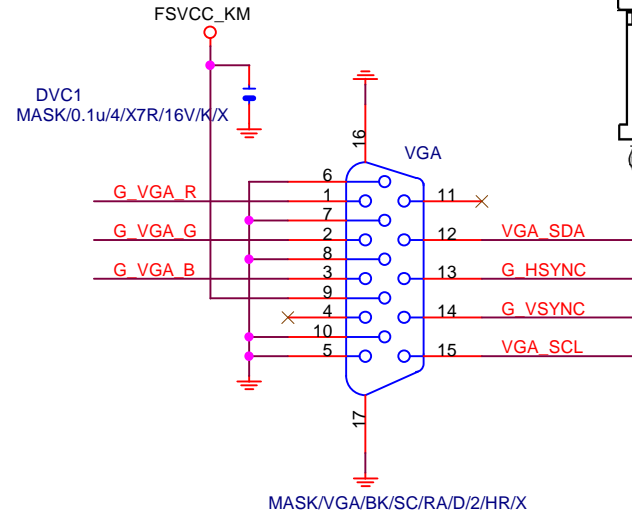 FSVCC_KM
DVC1
MASK/0.1u/4/X7R/16V/K/X
16
VGA
6
G_VGA_R 1 11
7
G_VGA_G 2 12 VGA_SDA
8
G_VGA_B 3 13 G_HSYNC
9
4 14 G_VSYNC
10
5 15 VGA_SCL
17
MASK/VGA/BK/SC/RA/D/2/HR/X